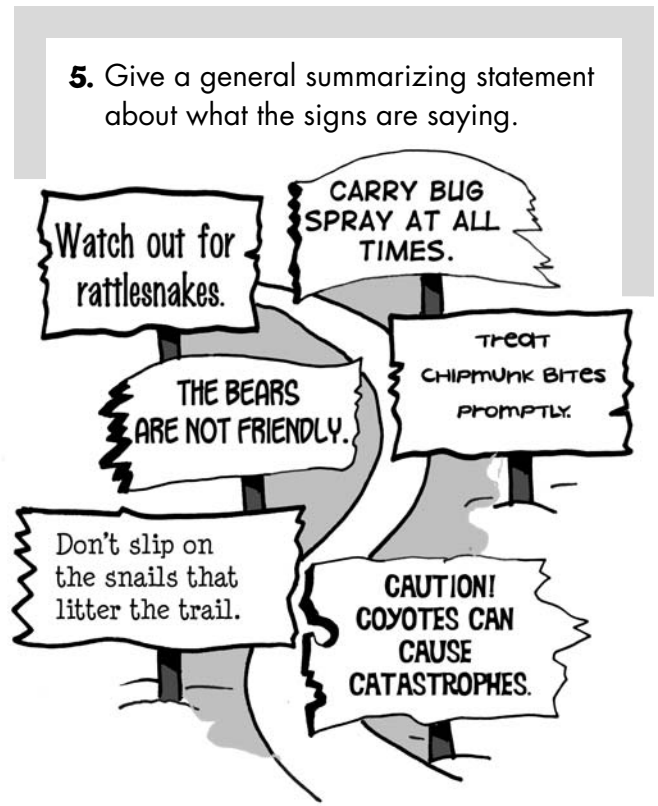 5. Give a general summarizing statement
about what the signs are saying.
CARRY BUG
SPRAY AT ALL
TIMES.
Watch out for
rattlesnakes.
TREAT
CHIPMUNK BITES
PROMPTLY.
THE BEARS
ARE NOT FRIENDLY.
Don't slip on
the snails that
litter the trail.
CAUTION!
COYOTES CAN
CAUSE
CATASTROPHES.